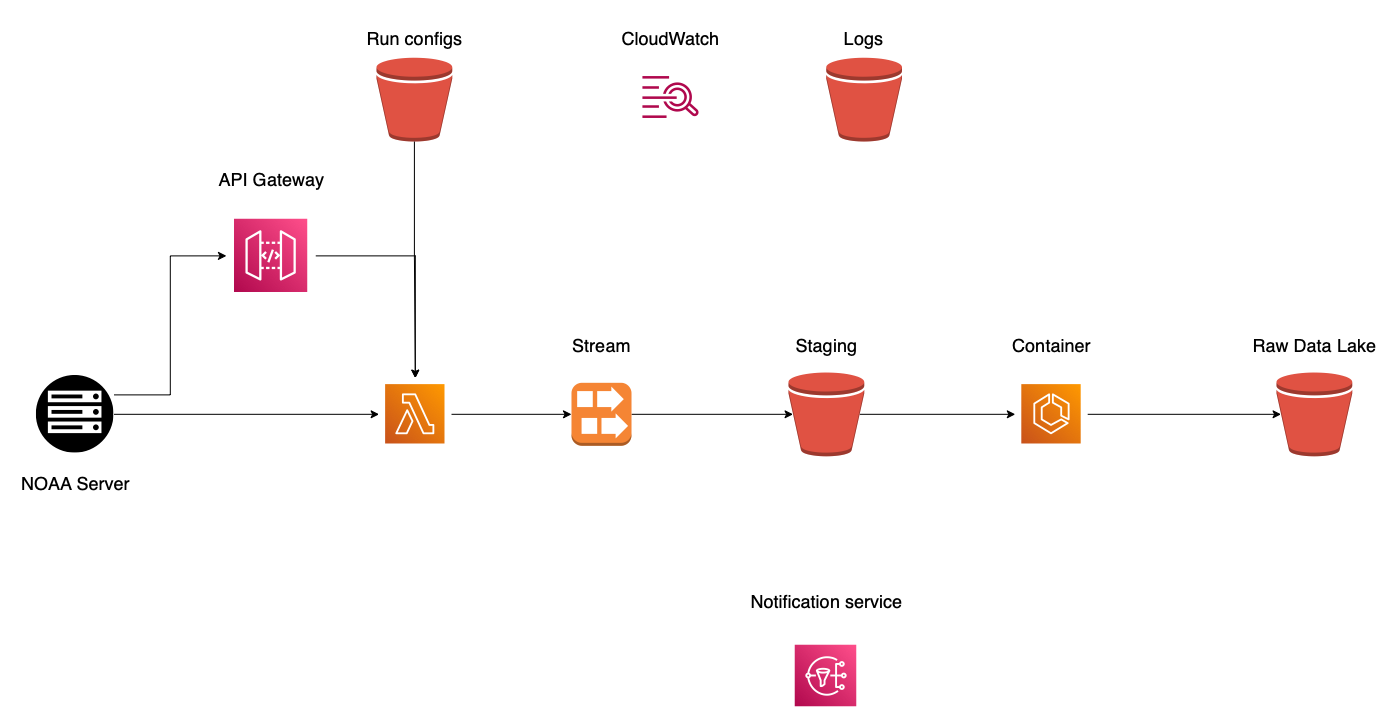 Run configs
CloudWatch
Logs
API Gateway
Stream
Staging
Container
Raw Data Lake
NOAA Server
Notification service